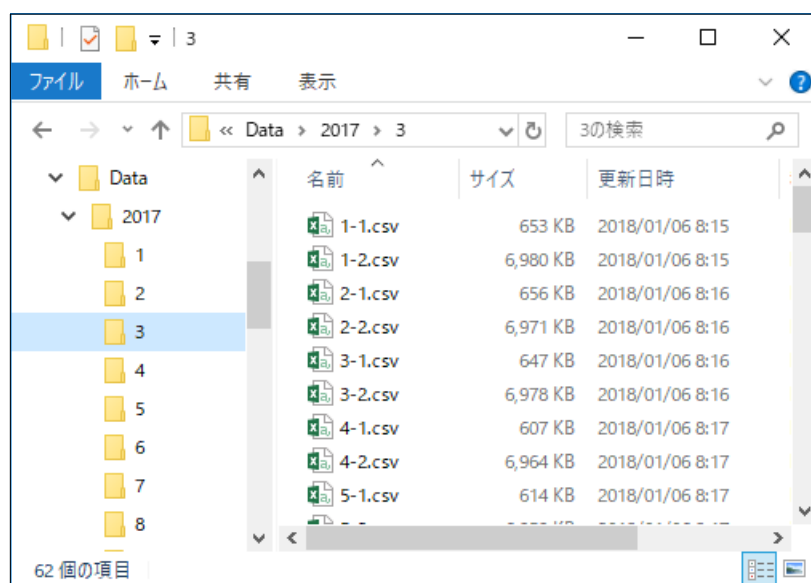 3
ファイル ホーム 共有 表示 ?
« Data > 2017 > 3 3の検索
Data
2017
1
2
3
4
5
6
7
8
名前 サイズ 更新日時
1-1.csv 653 KB 2018/01/06 8:15
1-2.csv 6,980 KB 2018/01/06 8:15
2-1.csv 656 KB 2018/01/06 8:16
2-2.csv 6,971 KB 2018/01/06 8:16
3-1.csv 647 KB 2018/01/06 8:16
3-2.csv 6,978 KB 2018/01/06 8:16
4-1.csv 607 KB 2018/01/06 8:17
4-2.csv 6,964 KB 2018/01/06 8:17
5-1.csv 614 KB 2018/01/06 8:17
62 個の項目